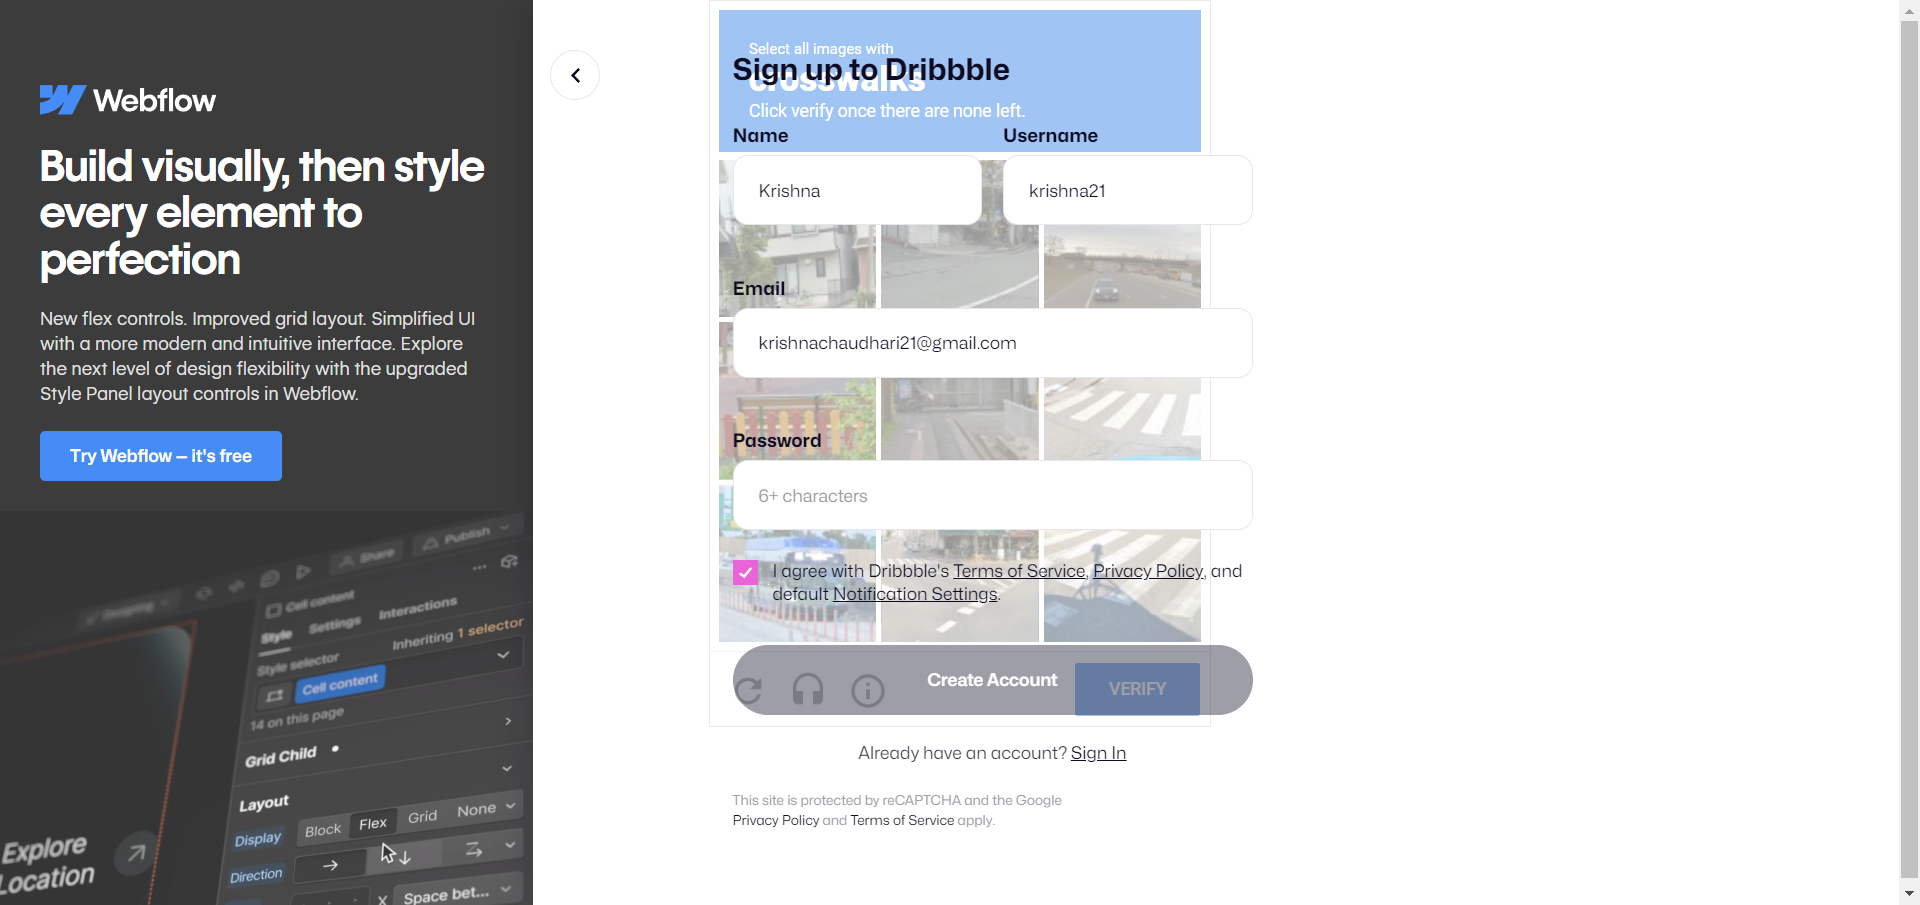 Webflow
Build visually, then style
every element to
perfection
New flex controls. Improved grid layout. Simplified UI
with a more modern and intuitive interface. Explore
the next level of design flexibility with the upgraded
Style Panel layout controls in Webflow.
Try Webflow – it's free
Designing
Share
Publish
Cell content
Style
Settings
Interactions
Style selector
Inheriting 1 selector
Cell content
14 on this page
Grid Child
Layout
Display
Block
Flex
Grid
None
Direction
X
Space bet...
Explore
Location
Select all images with
crosswalks
Click verify once there are none left.
Sign up to Dribbble
Name
Username
Krishna
krishna21
Email
krishnachaudhari21@gmail.com
Password
6+ characters
I agree with Dribbble's Terms of Service, Privacy Policy, and
default Notification Settings.
Create Account
VERIFY
Already have an account? Sign In
This site is protected by reCAPTCHA and the Google
Privacy Policy and Terms of Service apply.